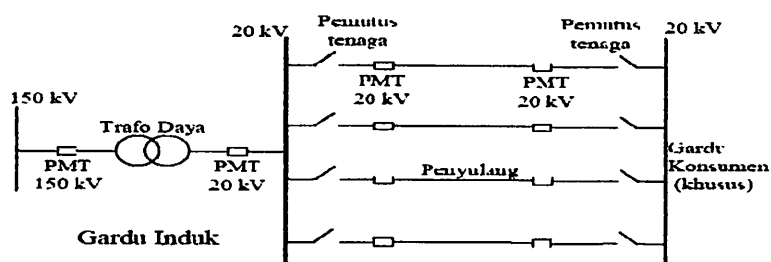 20 kV
Pemutus
tenaga
Pemutus
tenaga
20 kV
PMT
20 kV
PMT
20 kV
150 kV
Trafo Daya
PMT
150 kV
PMT
20 kV
Penyulang
Gardu
Konsumen
(khusus)
Gardu Induk